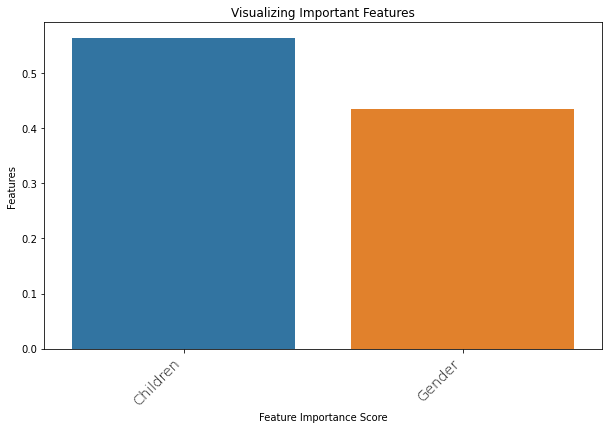 Visualizing Important Features
Features
0.5
0.4
0.3
0.2
0.1
0.0
Children
Gender
Feature Importance Score